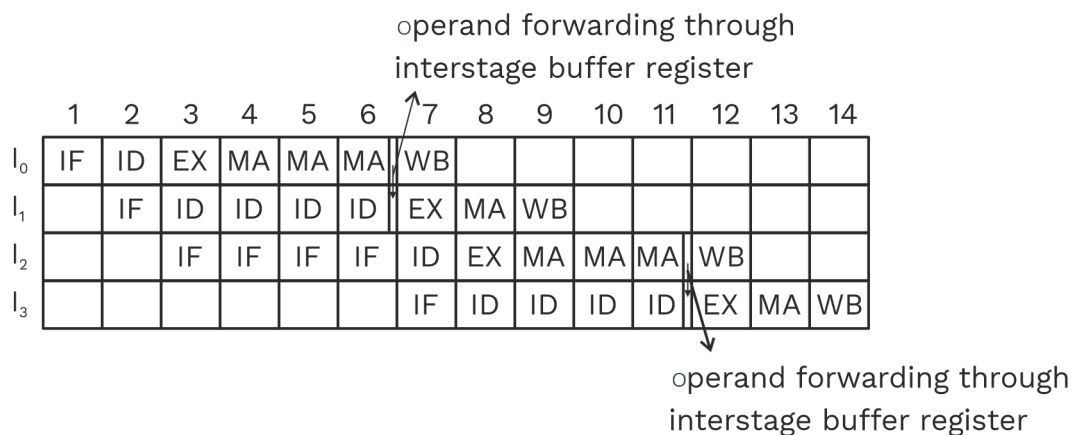 operand forwarding through
interstage buffer register
1 2 3 4 5 6 7 8 9 10 11 12 13 14
I0 IF ID EX MA MA MA WB
I1 IF ID ID ID ID EX MA WB
I2 IF IF IF IF ID EX MA MA MA WB
I3 IF ID ID ID ID EX MA WB
operand forwarding through
interstage buffer register